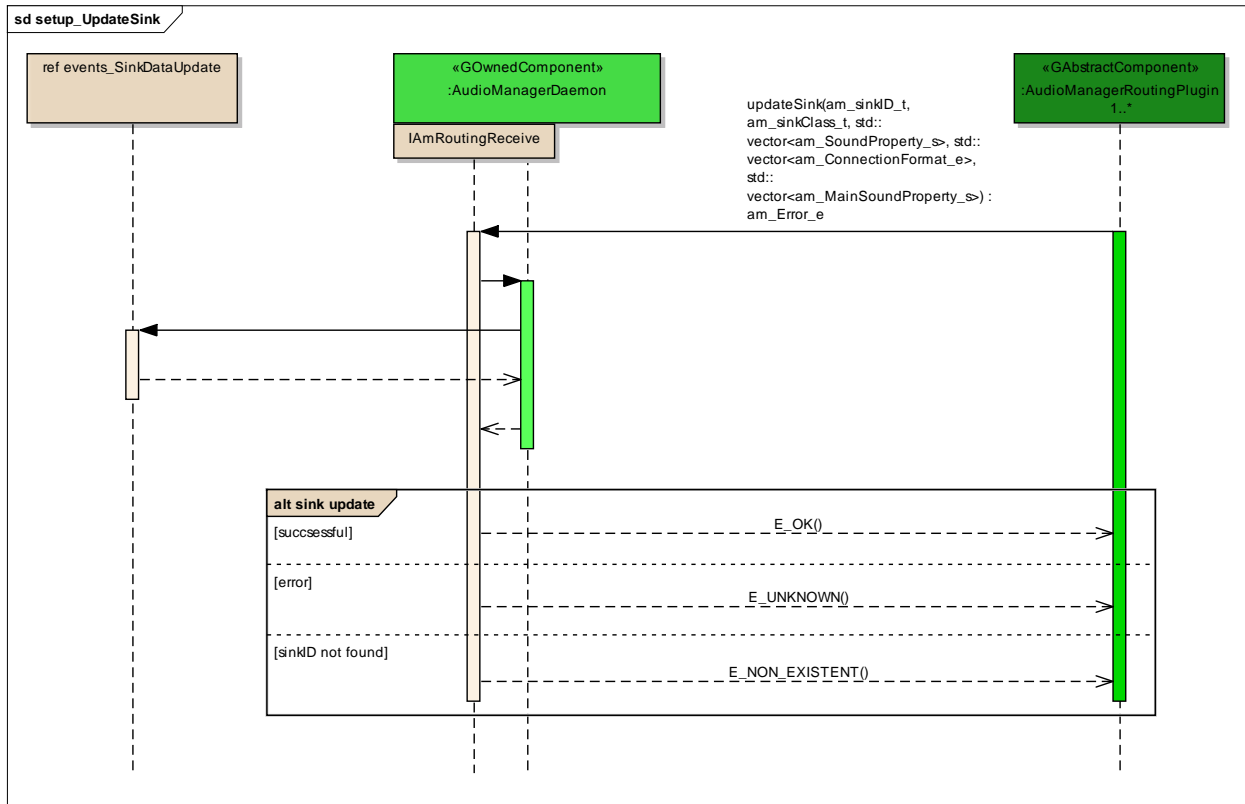 sd setup_UpdateSink
ref events_SinkDataUpdate
«GOwnedComponent»
:AudioManagerDaemon
IAmRoutingReceive
«GAbstractComponent»
:AudioManagerRoutingPlugin
1..*
updateSink(am_sinkID_t,
am_sinkClass_t, std::
vector<am_SoundProperty_s>, std::
vector<am_ConnectionFormat_e>,
std::
vector<am_MainSoundProperty_s>) :
am_Error_e
alt sink update
[succsessful]
E_OK()
[error]
E_UNKNOWN()
[sinkID not found]
E_NON_EXISTENT()